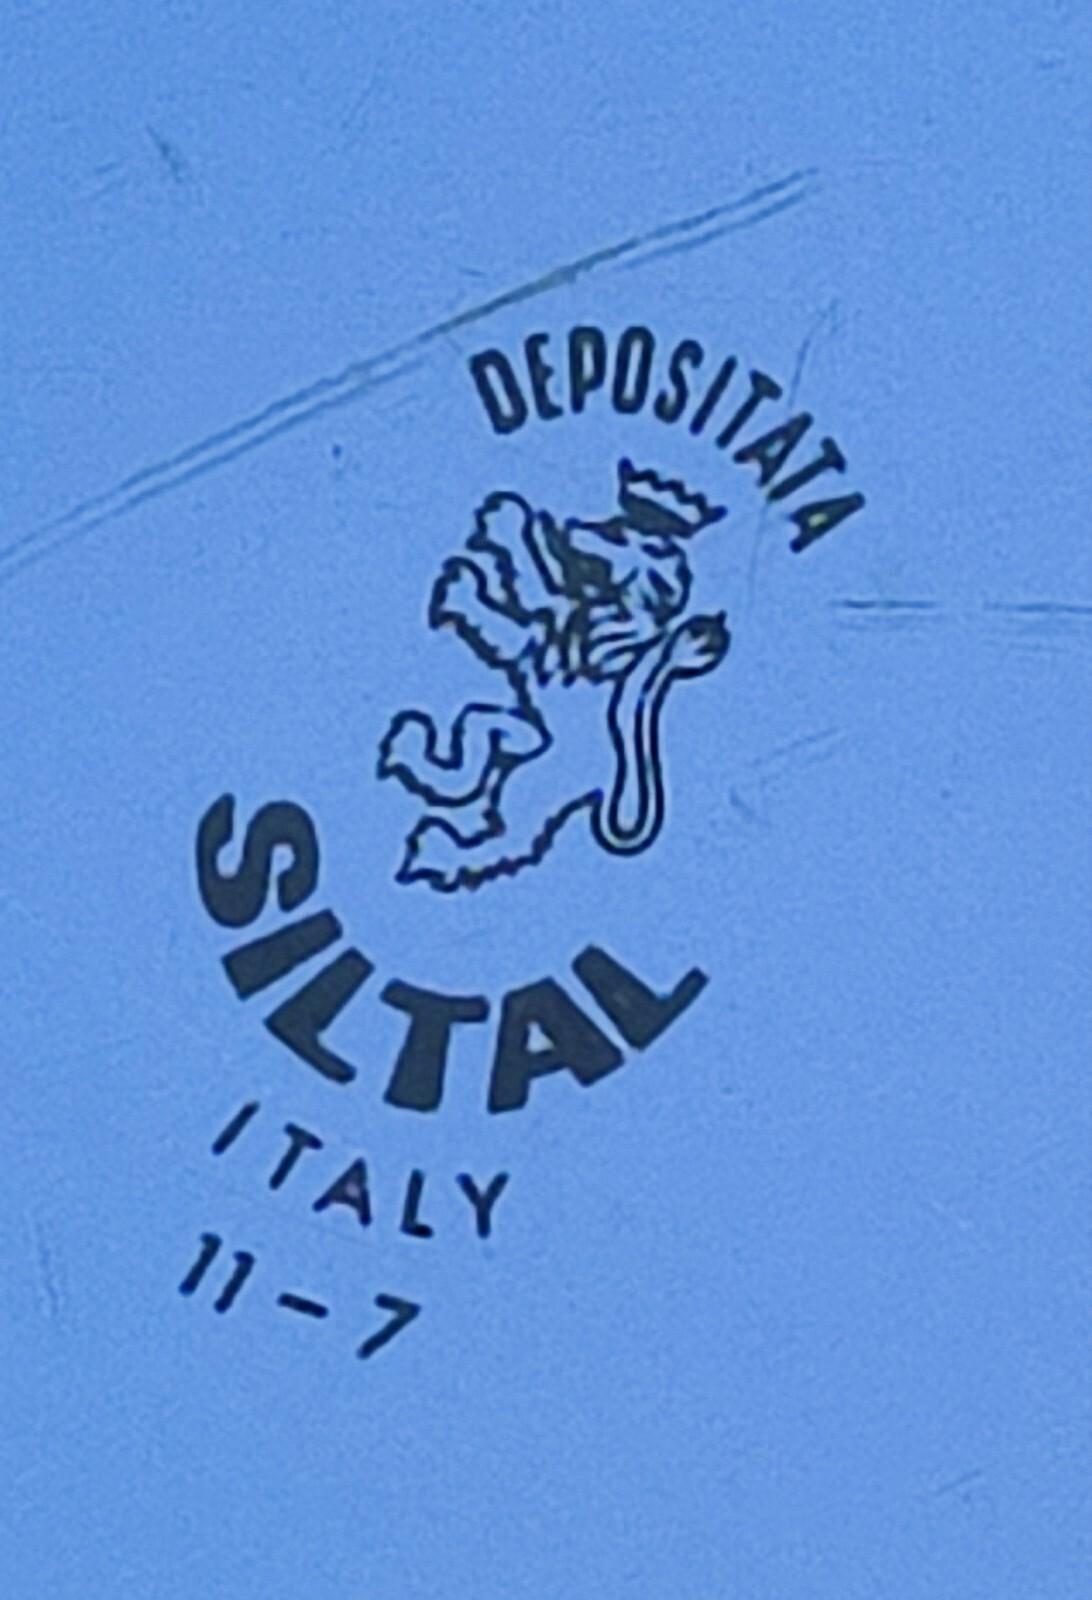 DEPOSITATA
SILTAL
ITALY
11-7